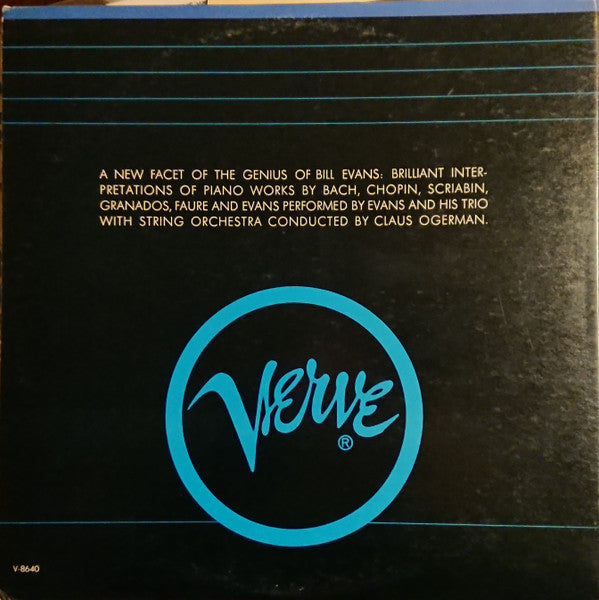 A NEW FACET OF THE GENIUS OF BILL EVANS: BRILLIANT INTER-
PRETATIONS OF PIANO WORKS BY BACH, CHOPIN, SCRIABIN,
GRANADOS, FAURE AND EVANS PERFORMED BY EVANS AND HIS TRIO
WITH STRING ORCHESTRA CONDUCTED BY CLAUS OGERMAN.
VERVE
®
V-8640